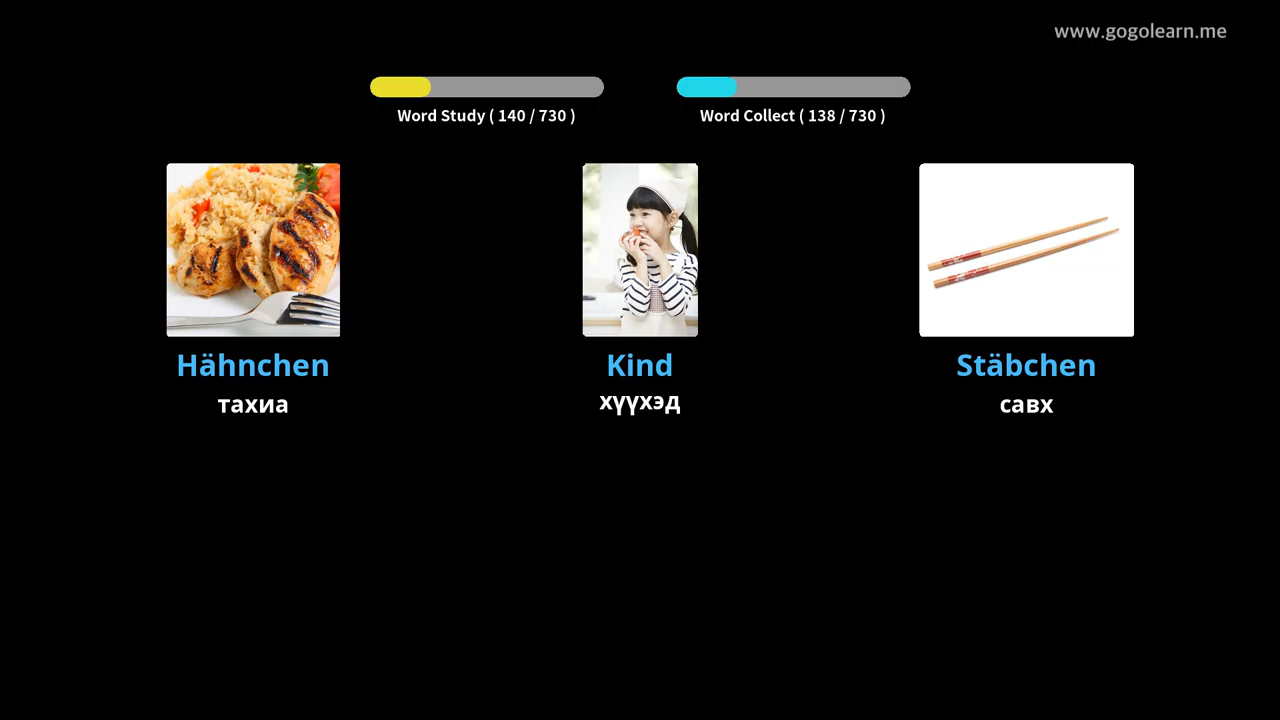 www.gogolearn.me
Word Study ( 140 / 730 )
Word Collect ( 138 / 730 )
Hähnchen
Kind
Stäbchen
тахиа
хүүхэд
савх